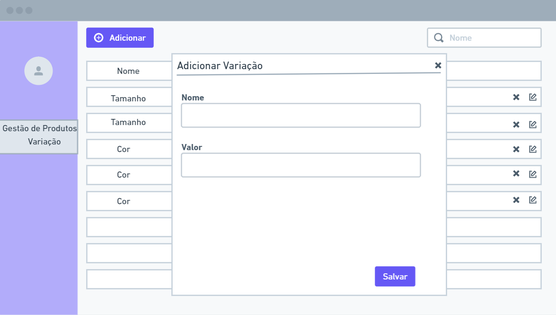 Adicionar
Nome
Gestão de Produtos
Variação
Nome
Tamanho
Tamanho
Cor
Cor
Cor
Adicionar Variação
Nome
Valor
Salvar